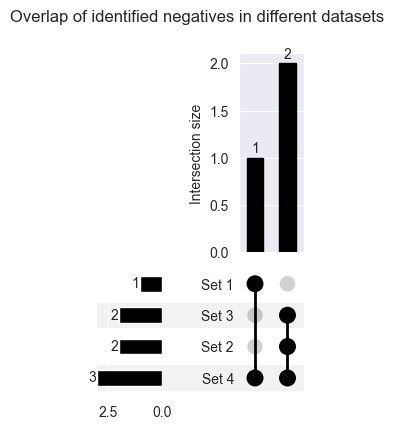 Overlap of identified negatives in different datasets
2
2.0
1.5
1
1.0
0.5
0.0
Intersection size
1 Set 1
2 Set 3
2 Set 2
3 Set 4
2.5 0.0